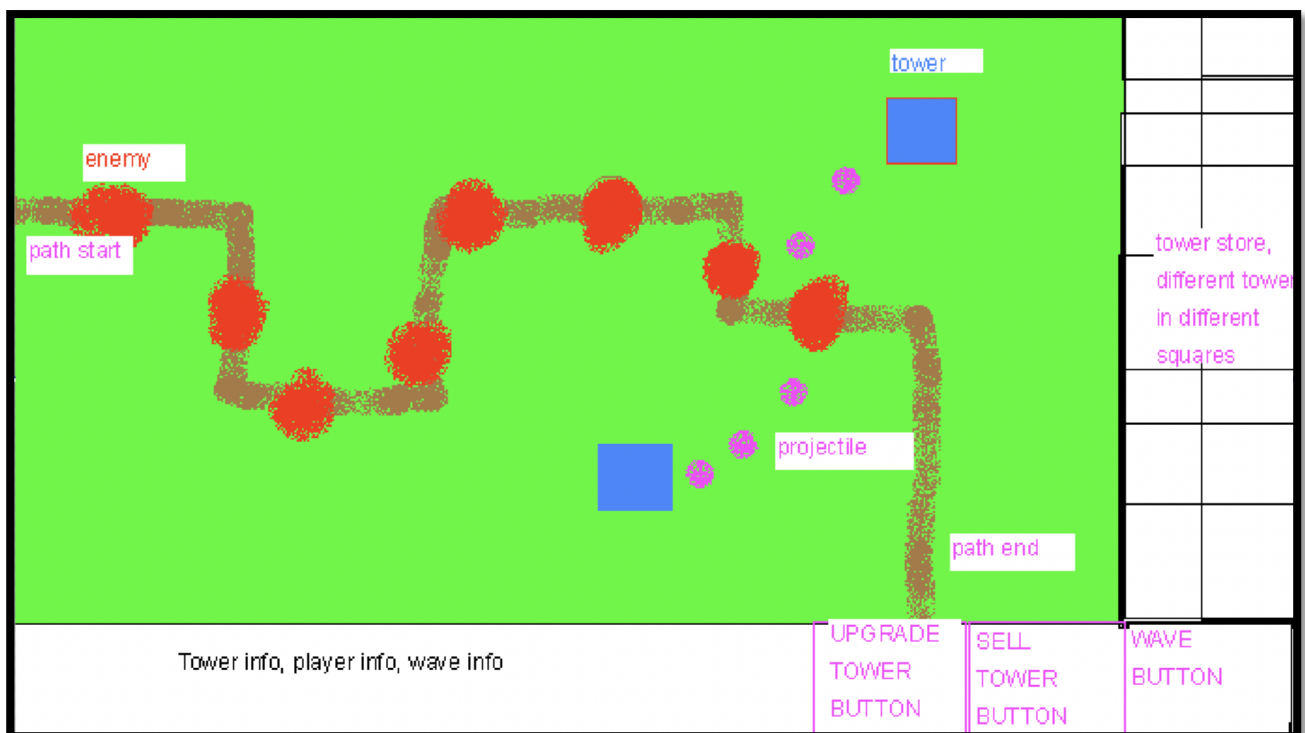 tower
enemy
path start
tower store,
different tower
in different
squares
projectile
path end
Tower info, player info, wave info
UPGRADE
TOWER
BUTTON
SELL
TOWER
BUTTON
WAVE
BUTTON